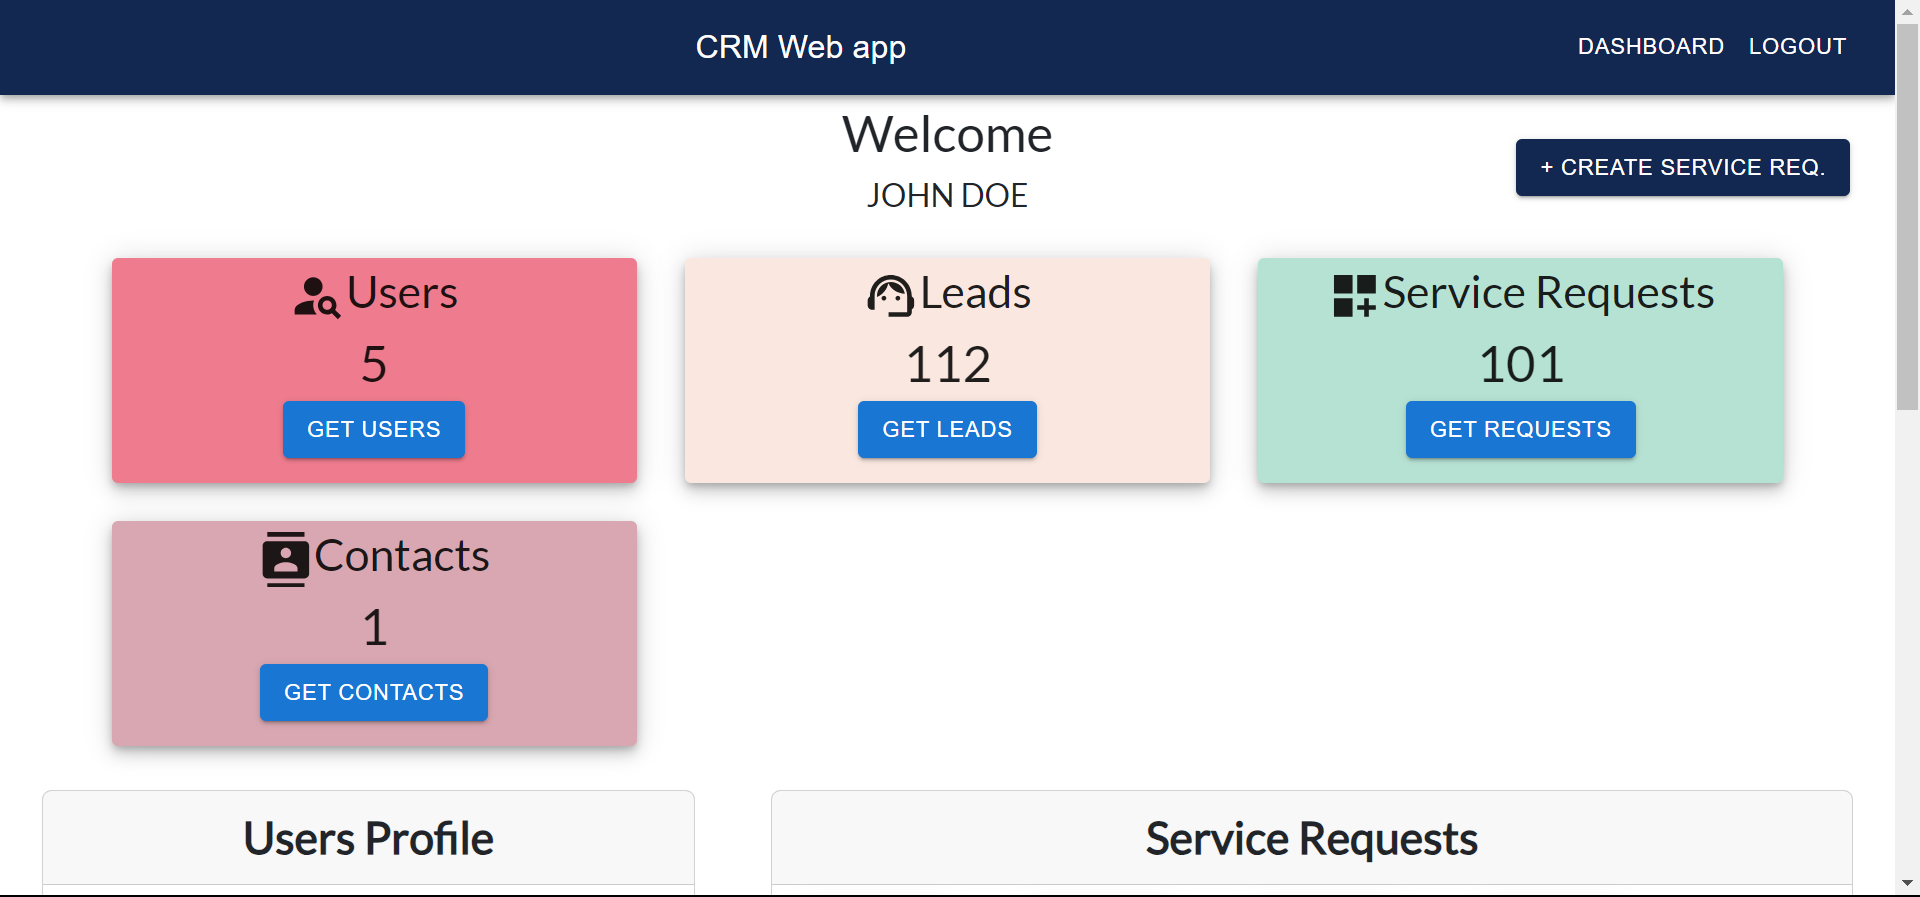 CRM Web app
DASHBOARD LOGOUT
Welcome
JOHN DOE
+ CREATE SERVICE REQ.
Users
5
GET USERS
Leads
112
GET LEADS
Service Requests
101
GET REQUESTS
Contacts
1
GET CONTACTS
Users Profile
Service Requests